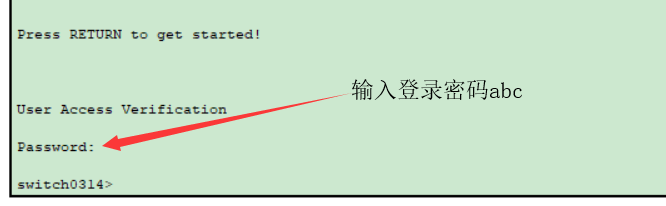 Press RETURN to get started!
输入登录密码abc
User Access Verification
Password:
switch0314>